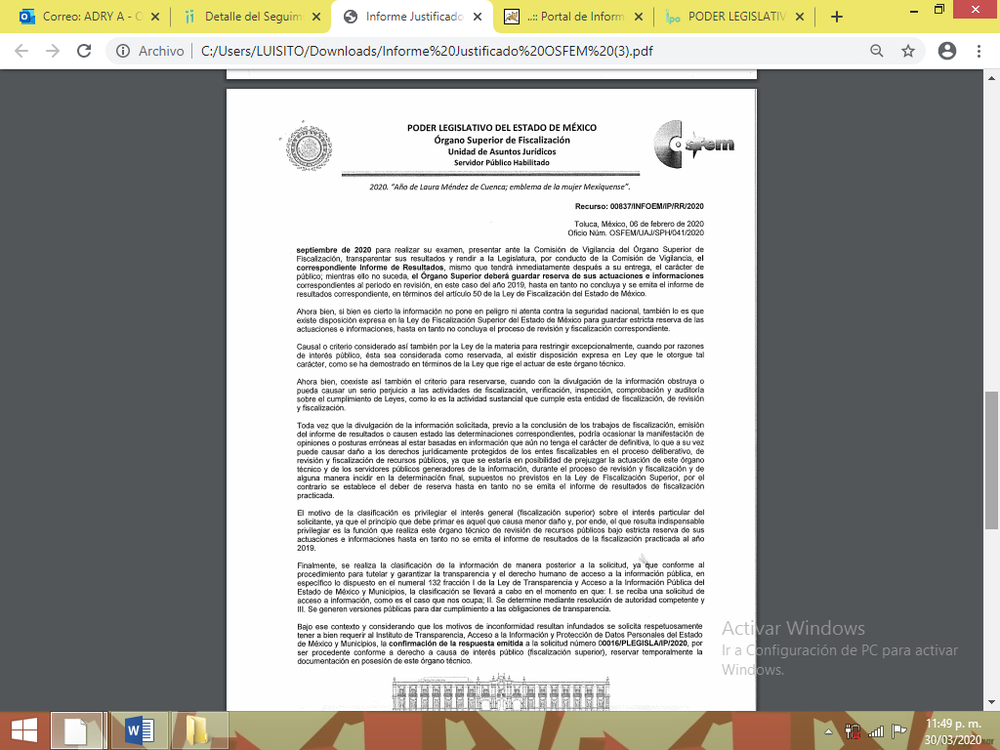 Correo: ADRY A - C
Detalle del Seguim
Informe Justificado
..:: Portal de Inform
PODER LEGISLATIV
Archivo
C:/Users/LUISITO/Downloads/Informe%20Justificado%20OSFEM%20(3).pdf
PODER LEGISLATIVO DEL ESTADO DE MÉXICO
Órgano Superior de Fiscalización
Unidad de Asuntos Jurídicos
Servidor Público Habilitado
osfem
2020. "Año de Laura Méndez de Cuenca; emblema de la mujer Mexiquense".
Recurso: 00837/INFOEM/IP/RR/2020
Toluca, México, 06 de febrero de 2020
Oficio Núm. OSFEM/UAJ/SPH/041/2020
septiembre de 2020 para realizar su examen, presentar ante la Comisión de Vigilancia del Órgano Superior de
Fiscalización, transparentar sus resultados y rendir a la Legislatura, por conducto de la Comisión de Vigilancia, el
correspondiente Informe de Resultados, mismo que tendrá inmediatamente después a su entrega, el carácter de
público; mientras ello no suceda, el Órgano Superior deberá guardar reserva de sus actuaciones e informaciones
correspondientes al periodo en revisión, en este caso del año 2019, hasta en tanto no concluya y se emita el informe de
resultados correspondiente, en términos del artículo 50 de la Ley de Fiscalización del Estado de México.
Ahora bien, si bien es cierto la información no pone en peligro ni atenta contra la seguridad nacional, también lo es que
existe disposición expresa en la Ley de Fiscalización Superior del Estado de México para guardar estricta reserva de las
actuaciones e informaciones, hasta en tanto no concluya el proceso de revisión y fiscalización correspondiente.
Causal o criterio considerado así también por la Ley de la materia para restringir excepcionalmente, cuando por razones
de interés público, ésta sea considerada como reservada, al existir disposición expresa en Ley que le otorgue tal
carácter, como se ha demostrado en términos de la Ley que rige el actuar de este órgano técnico.
Ahora bien, coexiste así también el criterio para reservarse, cuando con la divulgación de la información obstruya o
pueda causar un serio perjuicio a las actividades de fiscalización, verificación, inspección, comprobación y auditoría
sobre el cumplimiento de Leyes, como lo es la actividad sustancial que cumple esta entidad de fiscalización, de revisión
y fiscalización.
Toda vez que la divulgación de la información solicitada, previo a la conclusión de los trabajos de fiscalización, emisión
del informe de resultados o causen estado las determinaciones correspondientes, podría ocasionar la manifestación de
opiniones o posturas erróneas al estar basadas en información que aún no tenga el carácter de definitiva, lo que a su vez
puede causar daño a los derechos jurídicamente protegidos de los entes fiscalizables en el proceso deliberativo, de
revisión y fiscalización de recursos públicos, ya que se estaría en posibilidad de prejuzgar la actuación de este órgano
técnico y de los servidores públicos generadores de la información, durante el proceso de revisión y fiscalización y de
alguna manera incidir en la determinación final, supuestos no previstos en la Ley de Fiscalización Superior, por el
contrario se establece el deber de reserva hasta en tanto no se emita el informe de resultados de fiscalización
practicada.
El motivo de la clasificación es privilegiar el interés general (fiscalización superior) sobre el interés particular del
solicitante, ya que el principio que debe primar es aquel que causa menor daño y, por ende, el que resulta indispensable
privilegiar es la función que realiza este órgano técnico de revisión de recursos públicos bajo estricta reserva de sus
actuaciones e informaciones hasta en tanto no se emita el informe de resultados de la fiscalización practicada al año
2019.
Finalmente, se realiza la clasificación de la información de manera posterior a la solicitud, ya que conforme al
procedimiento para tutelar y garantizar la transparencia y el derecho humano de acceso a la información pública, en
específico lo dispuesto en el numeral 132 fracción I de la Ley de Transparencia y Acceso a la Información Pública del
Estado de México y Municipios, la clasificación se llevará a cabo en el momento en que: I. se reciba una solicitud de
acceso a información, como es el caso que nos ocupa; II. Se determine mediante resolución de autoridad competente y
III. Se generen versiones públicas para dar cumplimiento a las obligaciones de transparencia.
Bajo ese contexto y considerando que los motivos de inconformidad resultan infundados se solicita respetuosamente
tener a bien requerir al Instituto de Transparencia, Acceso a la Información y Protección de Datos Personales del Estado
de México y Municipios, la confirmación de la respuesta emitida a la solicitud número 00016/PLEGISLA/IP/2020, por
ser procedente conforme a derecho a causa de interés público (fiscalización superior), reservar temporalmente la
documentación en posesión de este órgano técnico.
Activar Windows
Ir a Configuración de PC para activar
Windows.
11:49 p. m.
30/03/2020